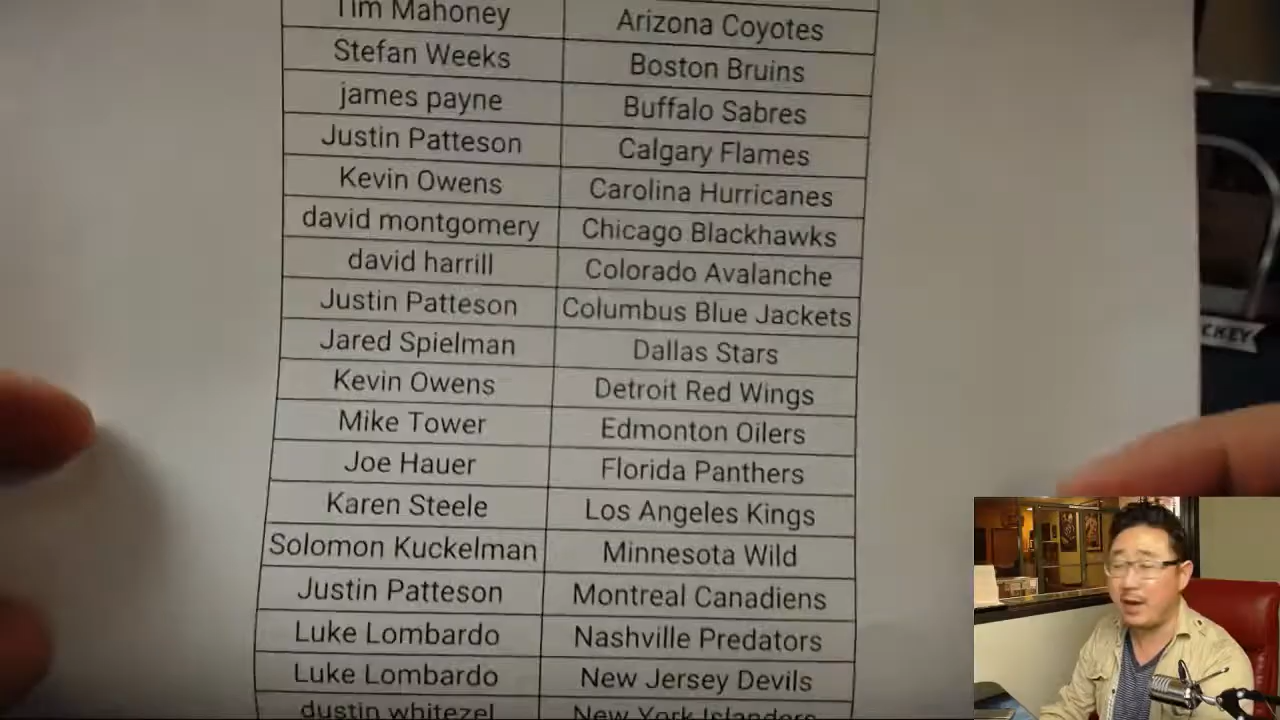 Tim Mahoney Arizona Coyotes
Stefan Weeks Boston Bruins
james payne Buffalo Sabres
Justin Patteson Calgary Flames
Kevin Owens Carolina Hurricanes
david montgomery Chicago Blackhawks
david harrill Colorado Avalanche
Justin Patteson Columbus Blue Jackets
Jared Spielman Dallas Stars
Kevin Owens Detroit Red Wings
Mike Tower Edmonton Oilers
Joe Hauer Florida Panthers
Karen Steele Los Angeles Kings
Solomon Kuckelman Minnesota Wild
Justin Patteson Montreal Canadiens
Luke Lombardo Nashville Predators
Luke Lombardo New Jersey Devils
dustin whitezel New York Islanders